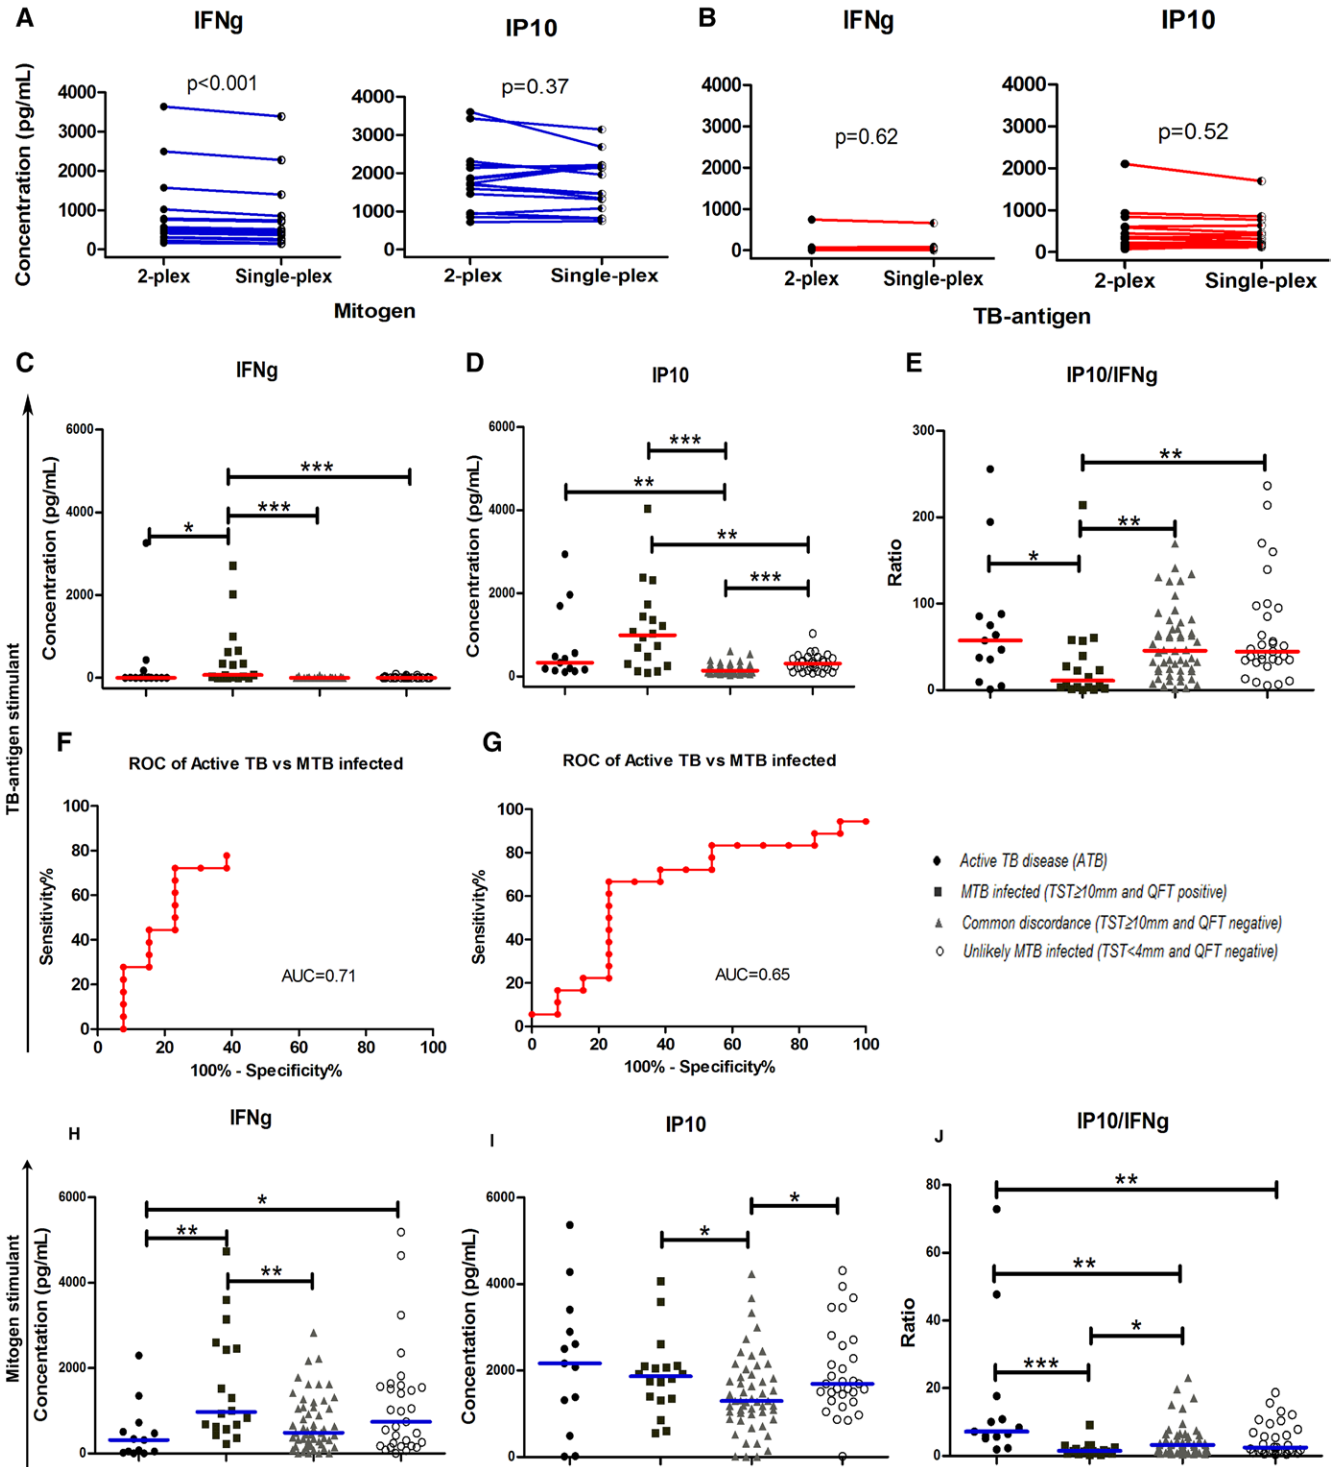 A
IFNg
IP10
B
IFNg
IP10
Concentration (pg/mL)
p<0.001
p=0.37
p=0.62
p=0.52
4000
3000
2000
1000
0
4000
3000
2000
1000
0
4000
3000
2000
1000
0
4000
3000
2000
1000
0
2-plex Single-plex
2-plex Single-plex
2-plex Single-plex
2-plex Single-plex
Mitogen
TB-antigen
TB-antigen stimulant
C
IFNg
Concentration (pg/mL)
6000
4000
2000
0
*
***
***
D
IP10
Concentration (pg/mL)
6000
4000
2000
0
***
**
**
***
E
IP10/IFNg
Ratio
300
200
100
0
**
**
*
F
ROC of Active TB vs MTB infected
Sensitivity%
100
80
60
40
20
0
AUC=0.71
0 20 40 60 80 100
100% - Specificity%
G
ROC of Active TB vs MTB infected
Sensitivity%
100
80
60
40
20
0
AUC=0.65
0 20 40 60 80 100
100% - Specificity%
Active TB disease (ATB)
MTB infected (TST≥10mm and QFT positive)
Common discordance (TST≥10mm and QFT negative)
Unlikely MTB infected (TST<4mm and QFT negative)
Mitogen stimulant
H
IFNg
Concentation (pg/mL)
6000
4000
2000
0
*
**
**
I
IP10
Concentation (pg/mL)
6000
4000
2000
0
*
*
J
IP10/IFNg
Ratio
80
60
40
20
0
**
**
*
***